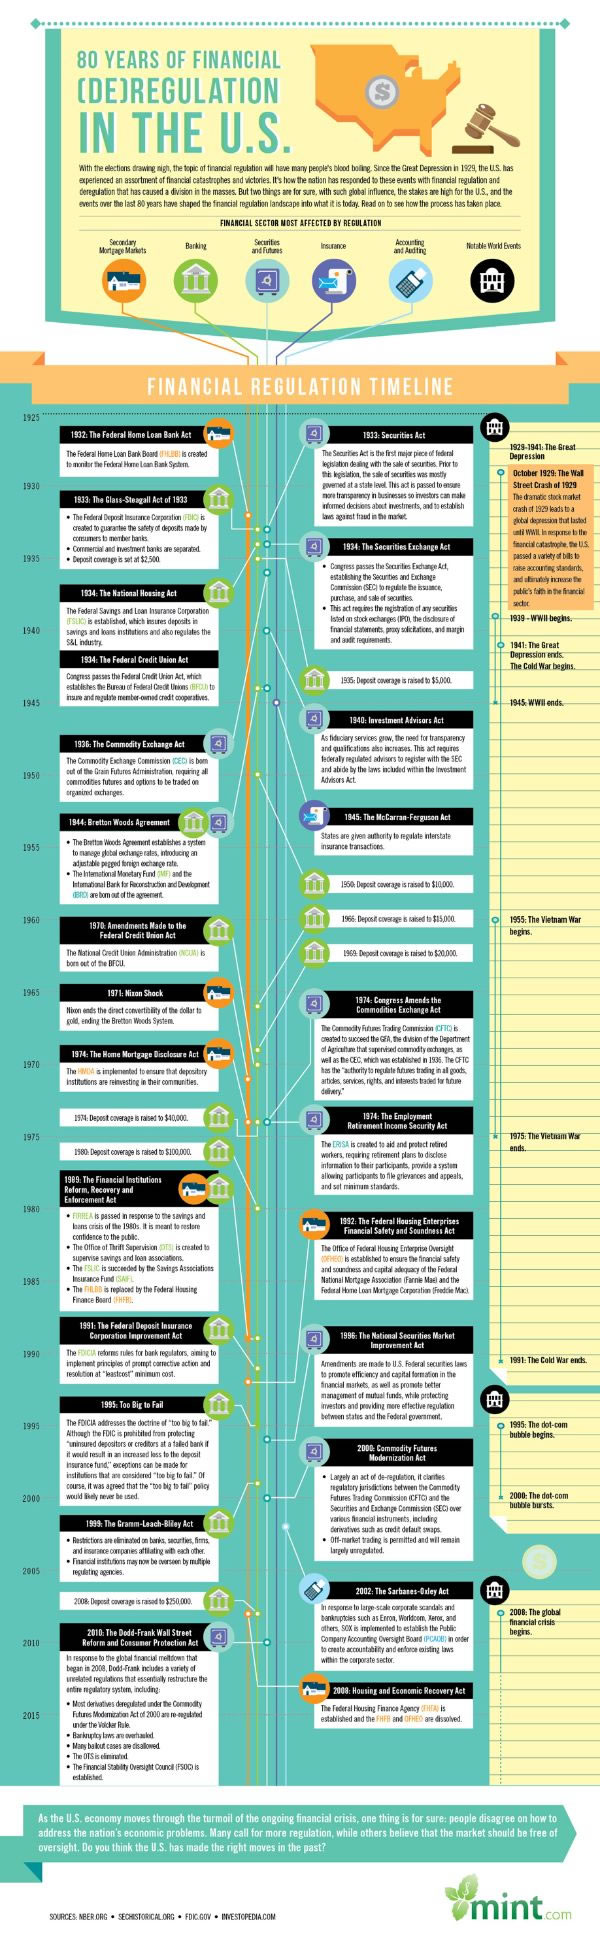 80 YEARS OF FINANCIAL
(DE)REGULATION
IN THE U.S.
With the elections drawing nigh, the topic of financial regulation will have many people's blood boiling. Since the Great Depression in 1929, the U.S. has
experienced an assortment of financial catastrophes and victories. It's how the nation has responded to these events with financial regulation and
deregulation that has caused a division in the masses. But two things are for sure, with such global influence, the stakes are high for the U.S., and the
events over the last 80 years have shaped the financial regulation landscape into what it is today. Read on to see how the process has taken place.
FINANCIAL SECTOR MOST AFFECTED BY REGULATION
Secondary
Mortgage Markets
Banking
Securities
and Futures
Insurance
Accounting
and Auditing
Notable World Events
FINANCIAL REGULATION TIMELINE
1925
1930
1935
1940
1945
1950
1955
1960
1965
1970
1975
1980
1985
1990
1995
2000
2005
2010
2015
1932: The Federal Home Loan Bank Act
The Federal Home Loan Bank Board (FHLBB) is created
to monitor the Federal Home Loan Bank System.
1933: The Glass-Steagall Act of 1933
• The Federal Deposit Insurance Corporation (FDIC) is
created to guarantee the safety of deposits made by
consumers to member banks.
• Commercial and investment banks are separated.
• Deposit coverage is set at $2,500.
1934: The National Housing Act
The Federal Savings and Loan Insurance Corporation
(FSLIC) is established, which insures deposits in
savings and loans institutions and also regulates the
S&L industry.
1934: The Federal Credit Union Act
Congress passes the Federal Credit Union Act, which
establishes the Bureau of Federal Credit Unions (BFCU) to
insure and regulate member-owned credit cooperatives.
1936: The Commodity Exchange Act
The Commodity Exchange Commission (CEC) is born
out of the Grain Futures Administration, requiring all
commodities futures and options to be traded on
organized exchanges.
1944: Bretton Woods Agreement
• The Bretton Woods Agreement establishes a system
to manage global exchange rates, introducing an
adjustable pegged foreign exchange rate.
• The International Monetary Fund (IMF) and the
International Bank for Reconstruction and Development
(IBRD) are born out of the agreement.
1970: Amendments Made to the
Federal Credit Union Act
The National Credit Union Administration (NCUA) is
born out of the BFCU.
1971: Nixon Shock
Nixon ends the direct convertibility of the dollar to
gold, ending the Bretton Woods System.
1974: The Home Mortgage Disclosure Act
The HMDA is implemented to ensure that depository
institutions are reinvesting in their communities.
1974: Deposit coverage is raised to $40,000.
1980: Deposit coverage is raised to $100,000.
1989: The Financial Institutions
Reform, Recovery and
Enforcement Act
• FIRREA is passed in response to the savings and
loans crisis of the 1980s. It is meant to restore
confidence to the public.
• The Office of Thrift Supervision (OTS) is created to
supervise savings and loan associations.
• The FSLIC is succeeded by the Savings Associations
Insurance Fund (SAIF).
• The FHLBB is replaced by the Federal Housing
Finance Board (FHFB).
1991: The Federal Deposit Insurance
Corporation Improvement Act
The FDICIA reforms rules for bank regulators, aiming to
implement principles of prompt corrective action and
resolution at "leastcost" minimum cost.
1995: Too Big to Fail
The FDICIA addresses the doctrine of "too big to fail."
Although the FDIC is prohibited from protecting
"uninsured depositors or creditors at a failed bank if
it would result in an increased loss to the deposit
insurance fund," exceptions can be made for
institutions that are considered "too big to fail." Of
course, it was agreed that the "too big to fail" policy
would likely never be used.
1999: The Gramm-Leach-Bliley Act
• Restrictions are eliminated on banks, securities, firms,
and insurance companies affiliating with each other.
• Financial institutions may now be overseen by multiple
regulating agencies.
2008: Deposit coverage is raised to $250,000.
2010: The Dodd-Frank Wall Street
Reform and Consumer Protection Act
In response to the global financial meltdown that
began in 2008, Dodd-Frank includes a variety of
unrelated regulations that essentially restructure the
entire regulatory system, including:
• Most derivatives deregulated under the Commodity
Futures Modernization Act of 2000 are re-regulated
under the Volcker Rule.
• Bankruptcy laws are overhauled.
• Many bailout cases are disallowed.
• The OTS is eliminated.
• The Financial Stability Oversight Council (FSOC) is
established.
1933: Securities Act
The Securities Act is the first major piece of federal
legislation dealing with the sale of securities. Prior to
this legislation, the sale of securities was mostly
governed at a state level. This act is passed to ensure
more transparency in businesses so investors can make
informed decisions about investments, and to establish
laws against fraud in the market.
1934: The Securities Exchange Act
• Congress passes the Securities Exchange Act,
establishing the Securities and Exchange
Commission (SEC) to regulate the issuance,
purchase, and sale of securities.
• This act requires the registration of any securities
listed on stock exchanges (IPO), the disclosure of
financial statements, proxy solicitations, and margin
and audit requirements.
1935: Deposit coverage is raised to $5,000.
1940: Investment Advisors Act
As fiduciary services grow, the need for transparency
and qualifications also increases. This act requires
federally regulated advisors to register with the SEC
and abide by the laws included within the Investment
Advisors Act.
1945: The McCarran-Ferguson Act
States are given authority to regulate interstate
insurance transactions.
1950: Deposit coverage is raised to $10,000.
1966: Deposit coverage is raised to $15,000.
1969: Deposit coverage is raised to $20,000.
1974: Congress Amends the
Commodities Exchange Act
The Commodity Futures Trading Commission (CFTC) is
created to succeed the GFA, the division of the Department
of Agriculture that supervised commodity exchanges, as
well as the CEC, which was established in 1936. The CFTC
has the "authority to regulate futures trading in all goods,
articles, services, rights, and interests traded for future
delivery."
1974: The Employment
Retirement Income Security Act
The ERISA is created to aid and protect retired
workers, requiring retirement plans to disclose
information to their participants, provide a system
allowing participants to file grievances and appeals,
and set minimum standards.
1992: The Federal Housing Enterprises
Financial Safety and Soundness Act
The Office of Federal Housing Enterprise Oversight
(OFHEO) is established to ensure the financial safety
and soundness and capital adequacy of the Federal
National Mortgage Association (Fannie Mae) and the
Federal Home Loan Mortgage Corporation (Freddie Mac).
1996: The National Securities Market
Improvement Act
Amendments are made to U.S. Federal securities laws
to promote efficiency and capital formation in the
financial markets, as well as promote better
management of mutual funds, while protecting
investors and providing more effective regulation
between states and the Federal government.
2000: Commodity Futures
Modernization Act
• Largely an act of de-regulation, it clarifies
regulatory jurisdictions between the Commodity
Futures Trading Commission (CFTC) and the
Securities and Exchange Commission (SEC) over
various financial instruments, including
derivatives such as credit default swaps.
• Off-market trading is permitted and will remain
largely unregulated.
2002: The Sarbanes-Oxley Act
In response to large-scale corporate scandals and
bankruptcies such as Enron, Worldcom, Xerox, and
others, SOX is implemented to establish the Public
Company Accounting Oversight Board (PCAOB) in order
to create accountability and enforce existing laws
within the corporate sector.
2008: Housing and Economic Recovery Act
The Federal Housing Finance Agency (FHFA) is
established and the FHFB and OFHEO are dissolved.
1929-1941: The Great
Depression
October 1929: The Wall
Street Crash of 1929
The dramatic stock market
crash of 1929 leads to a
global depression that lasted
until WWII. In response to the
financial catastrophe, the U.S.
passed a variety of bills to
raise accounting standards,
and ultimately increase the
public's faith in the financial
sector.
1939 - WWII begins.
1941: The Great
Depression ends.
The Cold War begins.
1945: WWII ends.
1955: The Vietnam War
begins.
1975: The Vietnam War
ends.
1991: The Cold War ends.
1995: The dot-com
bubble begins.
2000: The dot-com
bubble bursts.
2008: The global
financial crisis
begins.
As the U.S. economy moves through the turmoil of the ongoing financial crisis, one thing is for sure: people disagree on how to
address the nation's economic problems. Many call for more regulation, while others believe that the market should be free of
oversight. Do you think the U.S. has made the right moves in the past?
SOURCES: NBER.ORG • SECHISTORICAL.ORG • FDIC.GOV • INVESTOPEDIA.COM
mint.com